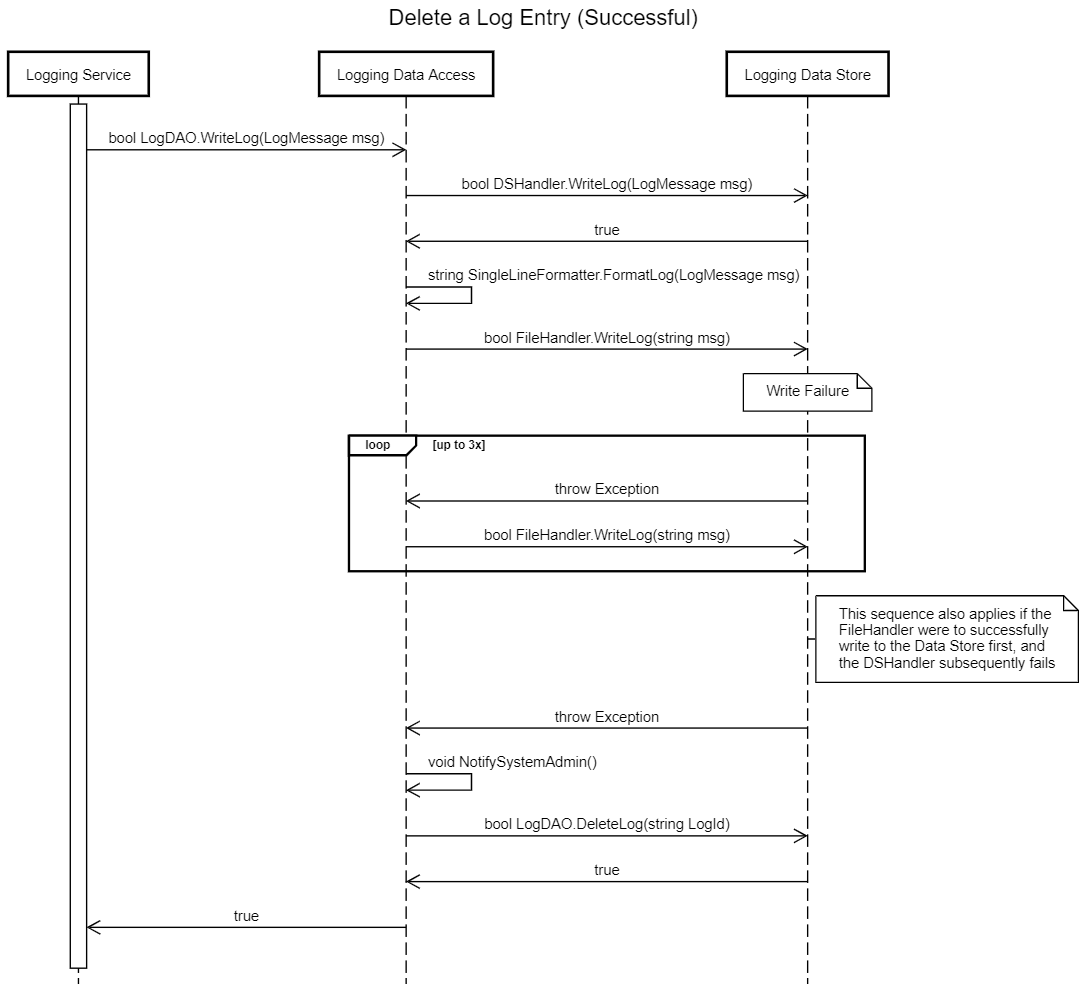 Delete a Log Entry (Successful)
Logging Service
Logging Data Access
Logging Data Store
bool LogDAO.WriteLog(LogMessage msg)
bool DSHandler.WriteLog(LogMessage msg)
true
string SingleLineFormatter.FormatLog(LogMessage msg)
bool FileHandler.WriteLog(string msg)
Write Failure
loop
[up to 3x]
throw Exception
bool FileHandler.WriteLog(string msg)
This sequence also applies if the
FileHandler were to successfully
write to the Data Store first, and
the DSHandler subsequently fails
throw Exception
void NotifySystemAdmin()
bool LogDAO.DeleteLog(string LogId)
true
true